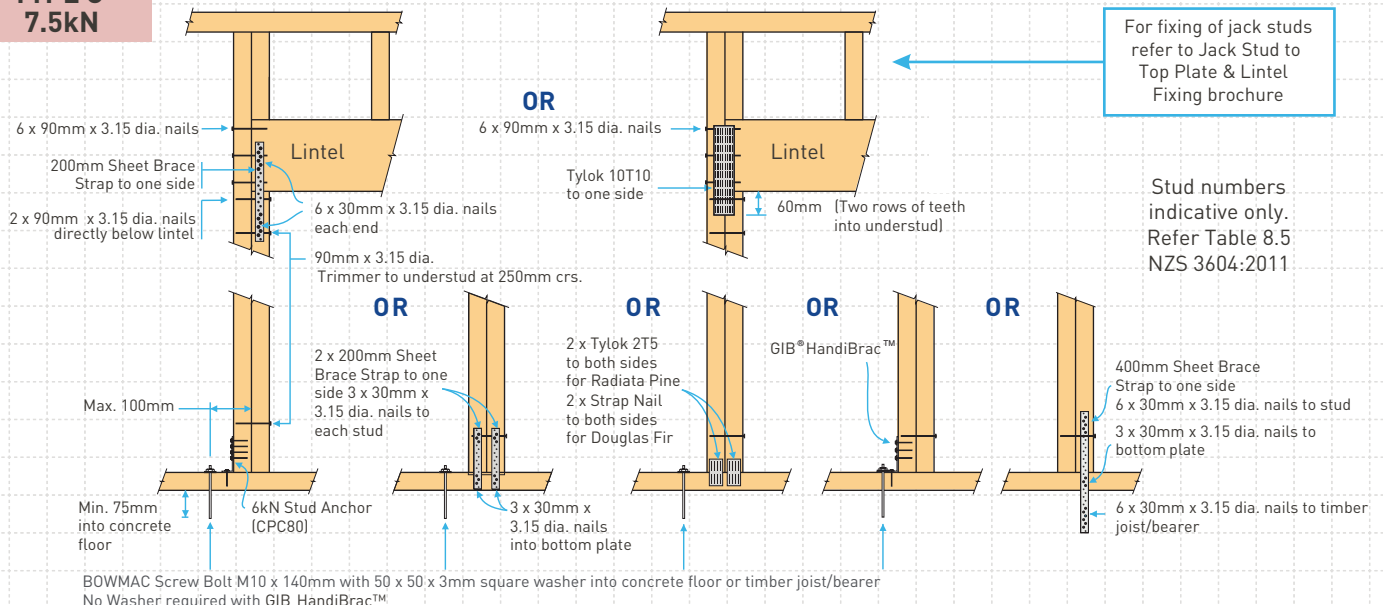 7.5kN
OR
6 x 90mm x 3.15 dia. nails
Lintel
200mm Sheet Brace
Strap to one side
2 x 90mm x 3.15 dia. nails
directly below lintel
6 x 30mm x 3.15 dia. nails
each end
90mm x 3.15 dia.
Trimmer to understud at 250mm crs.
6 x 90mm x 3.15 dia. nails
Lintel
Tylok 10T10
to one side
60mm (Two rows of teeth
into understud)
For fixing of jack studs
refer to Jack Stud to
Top Plate & Lintel
Fixing brochure
Stud numbers
indicative only.
Refer Table 8.5
NZS 3604:2011
OR
OR
OR
OR
Max. 100mm
Min. 75mm
into concrete
floor
6kN Stud Anchor
(CPC80)
2 x 200mm Sheet
Brace Strap to one
side 3 x 30mm x
3.15 dia. nails to
each stud
3 x 30mm x
3.15 dia. nails
into bottom plate
2 x Tylok 2T5
to both sides
for Radiata Pine
2 x Strap Nail
to both sides
for Douglas Fir
GIB® HandiBrac™
400mm Sheet Brace
Strap to one side
6 x 30mm x 3.15 dia. nails to stud
3 x 30mm x 3.15 dia. nails to
bottom plate
6 x 30mm x 3.15 dia. nails to timber
joist/bearer
BOWMAC Screw Bolt M10 x 140mm with 50 x 50 x 3mm square washer into concrete floor or timber joist/bearer
No Washer required with GIB HandiBrac™